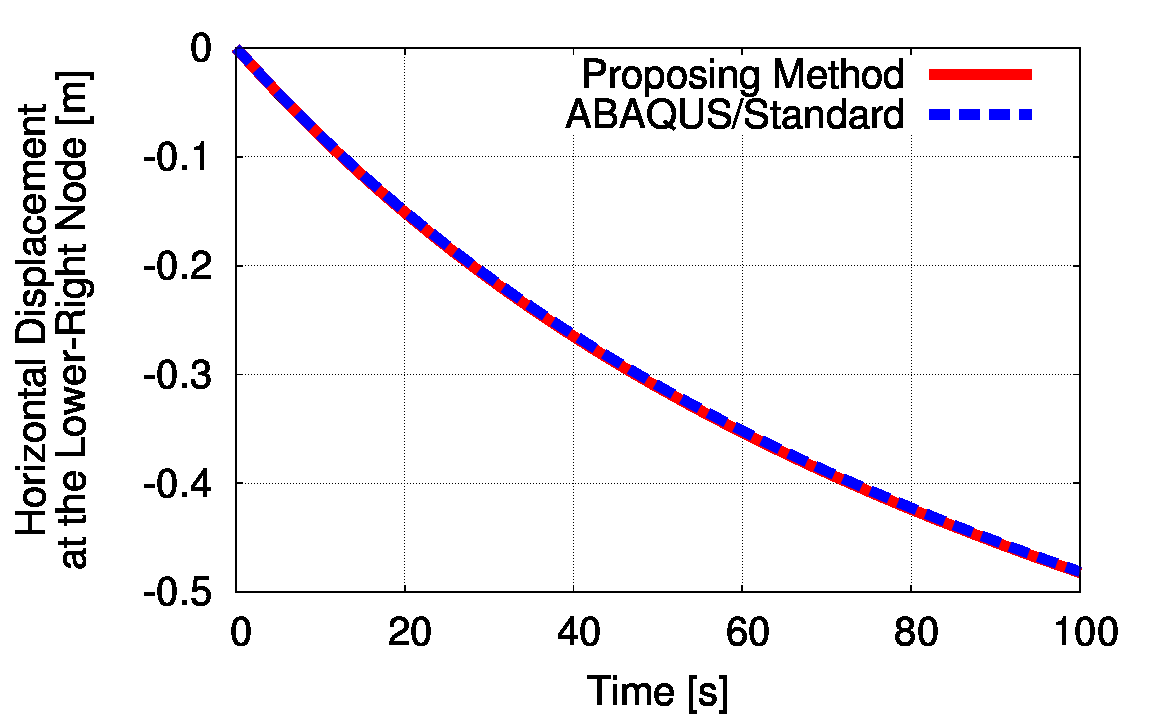 Horizontal Displacement
at the Lower-Right Node [m]
0
-0.1
-0.2
-0.3
-0.4
-0.5
Proposing Method
ABAQUS/Standard
0 20 40 60 80 100
Time [s]